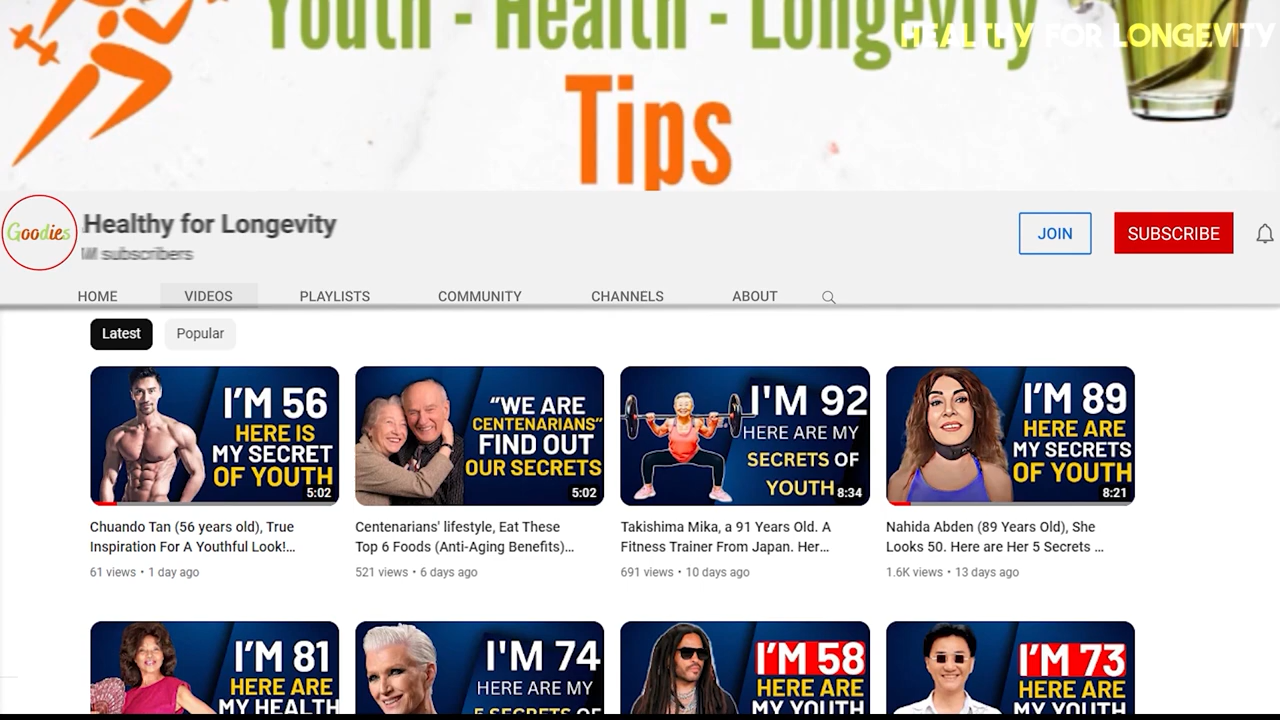 Youth - Health - Longevity
HEALTHY FOR LONGEVITY
Tips
Goodies
Healthy for Longevity
subscribers
JOIN
SUBSCRIBE
HOME
VIDEOS
PLAYLISTS
COMMUNITY
CHANNELS
ABOUT
Latest
Popular
I'M 56
HERE IS
MY SECRET
OF YOUTH
5:02
"WE ARE
CENTENARIANS"
FIND OUT
OUR SECRETS
5:02
I'M 92
HERE ARE MY
SECRETS OF
YOUTH
8:34
I'M 89
HERE ARE
MY SECRETS
OF YOUTH
8:21
Chuando Tan (56 years old), True
Inspiration For A Youthful Look!...
61 views • 1 day ago
Centenarians' lifestyle, Eat These
Top 6 Foods (Anti-Aging Benefits)...
521 views • 6 days ago
Takishima Mika, a 91 Years Old. A
Fitness Trainer From Japan. Her...
691 views • 10 days ago
Nahida Abden (89 Years Old), She
Looks 50. Here are Her 5 Secrets ...
1.6K views • 13 days ago
I'M 81
HERE ARE
MY HEALTH
I'M 74
HERE ARE MY
5 SECRETS OF
I'M 58
HERE ARE
MY YOUTH
I'M 73
HERE ARE
MY YOUTH